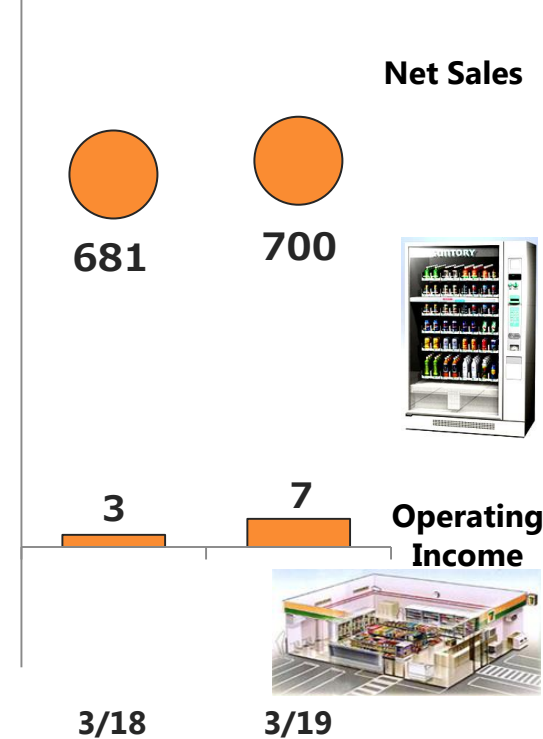 Net Sales
681
700
SUNTORY
3
7
Operating
Income
3/18
3/19